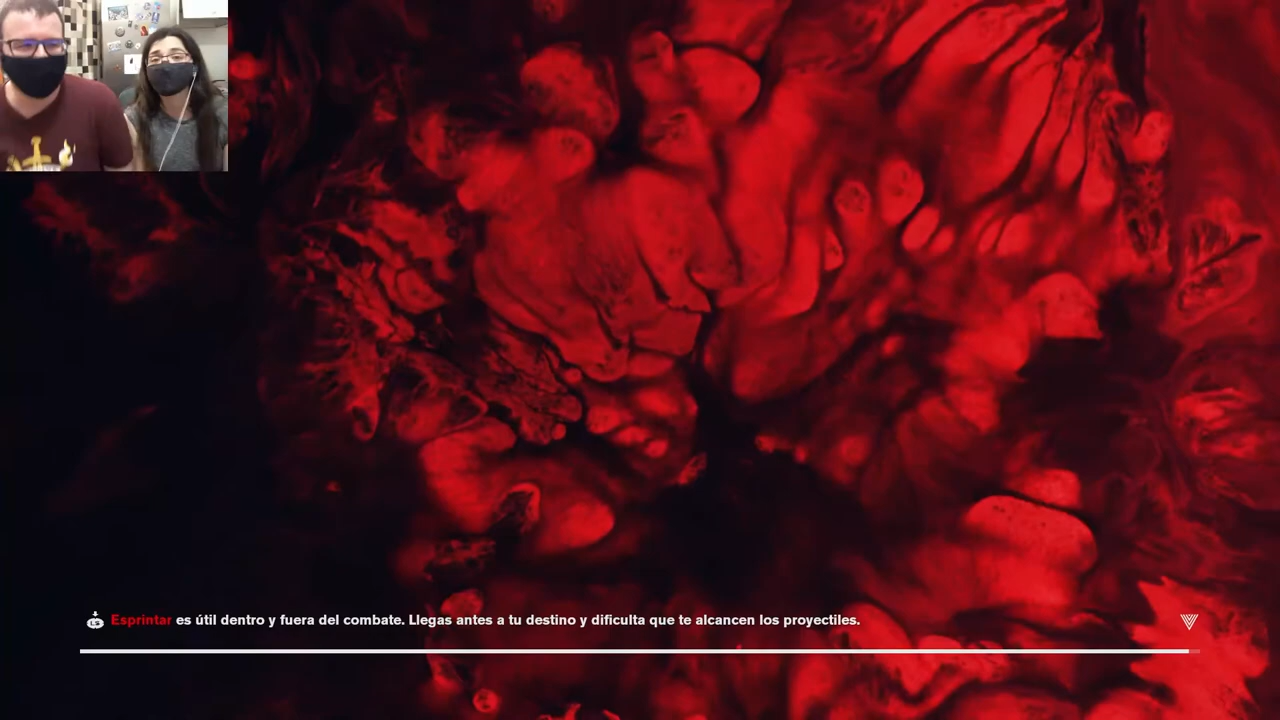 Esprintar es útil dentro y fuera del combate. Llegas antes a tu destino y dificulta que te alcancen los proyectiles.